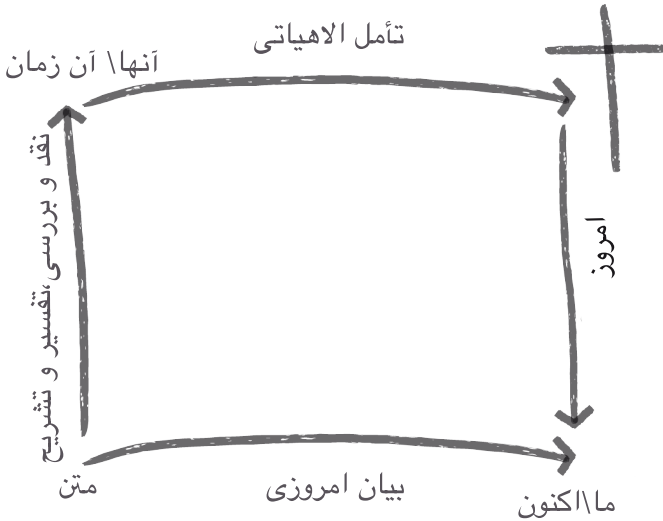 تأمل الاهیاتی
آنها\ آن زمان
نقد و بررسی،تفسیر و تشریح
امروز
متن
بیان امروزی
ما\اکنون